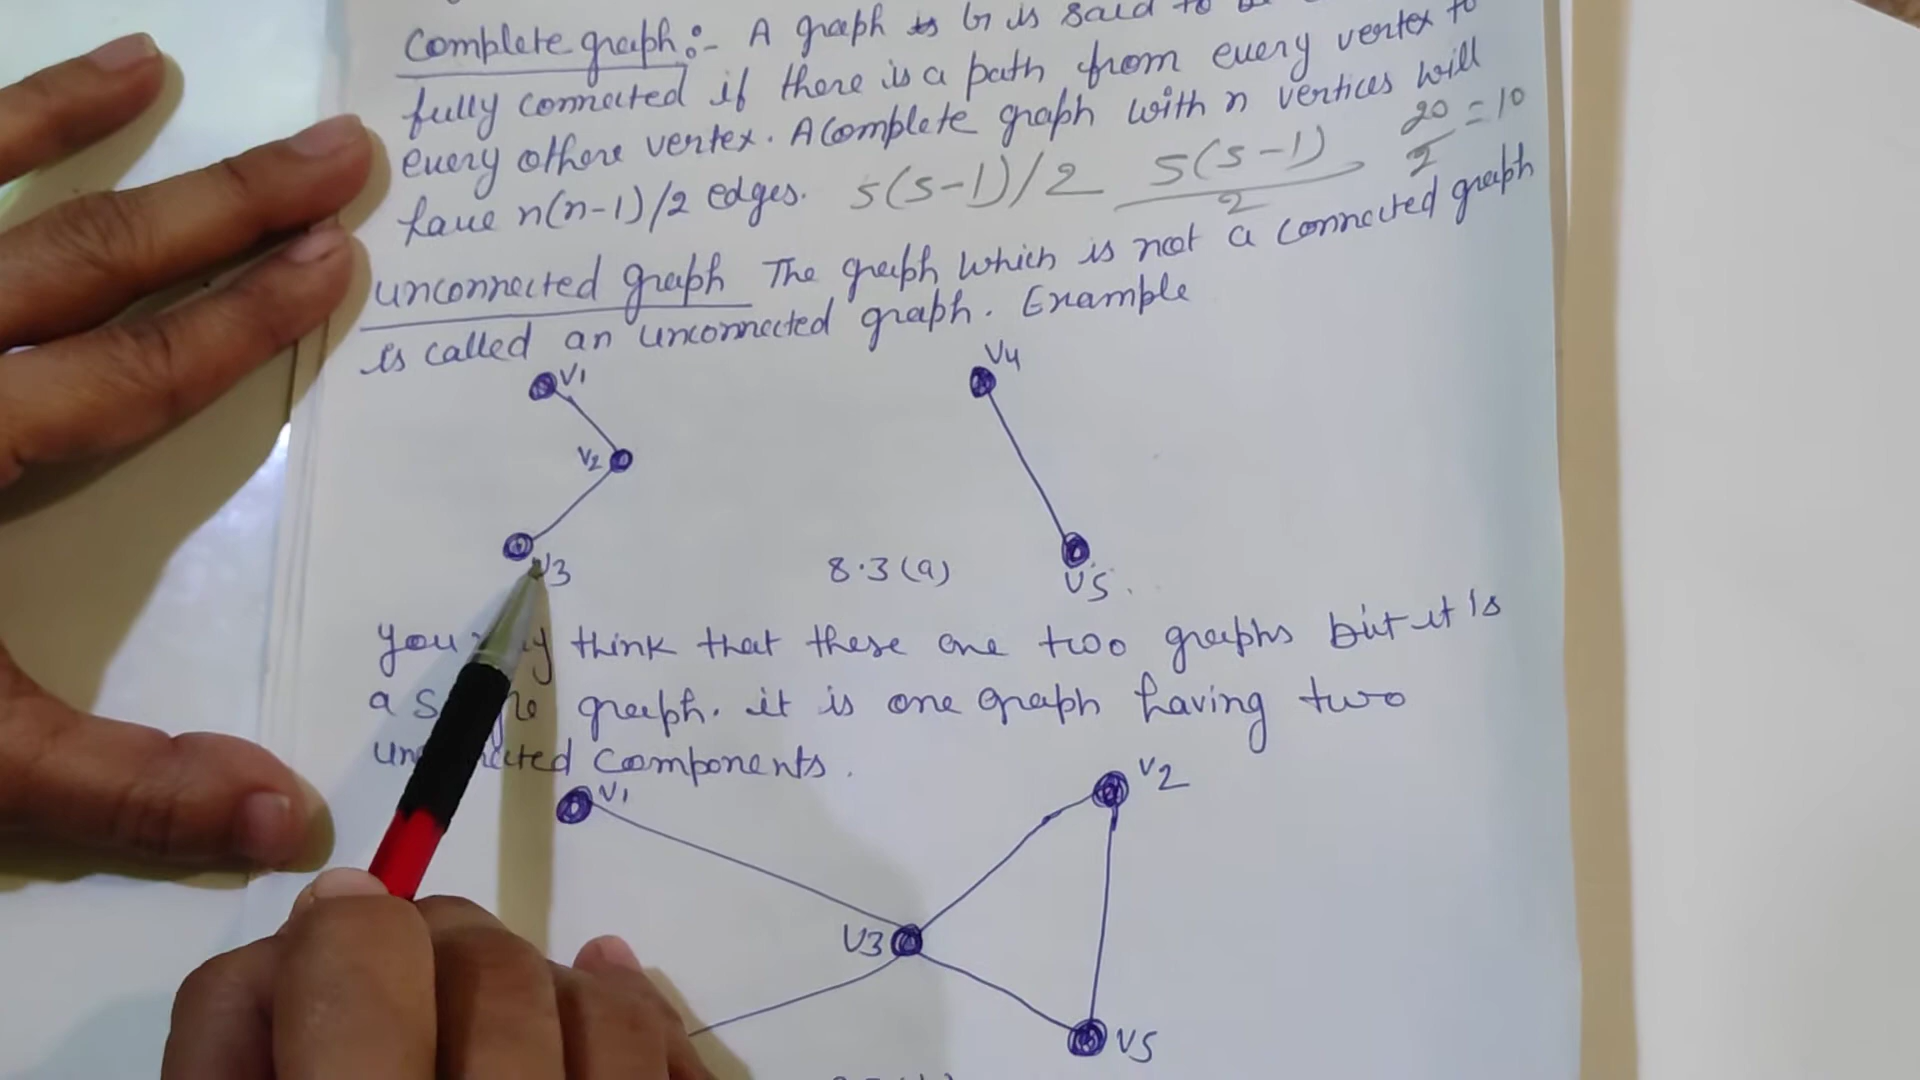 Complete graph:- A graph is G is said to
fully connected if there is a path from every vertex to
every othere vertex. A Complete graph with n vertices will
have n(n-1)/2 edges. 5(5-1)/2 5(5-1)/2 20/2 = 10
unconnected graph The graph which is not a connected graph
is called an unconnected graph. Example
V1
V4
V2
V3
8.3(a)
V5
you think that these are two graphs but it is
a graph. it is one graph having two
components.
V1
V2
V3
V5